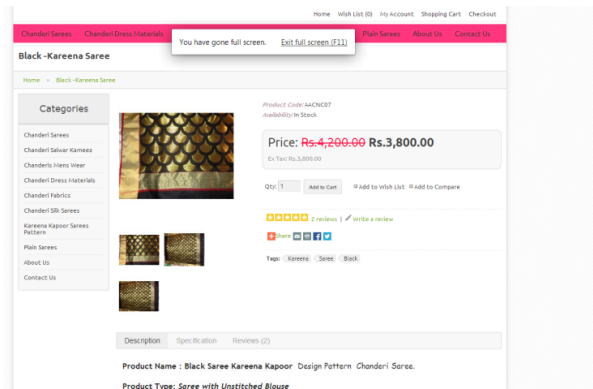 Home Wish List (0) My Account Shopping Cart Checkout
Chanderi Sarees Chanderi Dress Materials Plain Sarees About Us Contact Us
You have gone full screen. Exit full screen (F11)
Black -Kareena Saree
Home » Black -Kareena Saree
Categories
Chanderi Sarees
Chanderi Salwar Kameez
Chanderis Mens Wear
Chanderi Dress Materials
Chanderi Fabrics
Chanderi Silk Sarees
Kareena Kapoor Sarees
Pattern
Plain Sarees
About Us
Contact Us
Product Code: AACNC07
Availability: In Stock
Price: Rs.4,200.00 Rs.3,800.00
Ex Tax: Rs.3,800.00
Qty: 1 Add to Cart Add to Wish List Add to Compare
2 reviews | Write a review
Share
Tags: Kareena Saree Black
Description Specification Reviews (2)
Product Name : Black Saree Kareena Kapoor Design Pattern Chanderi Saree.
Product Type: Saree with Unstitched Blouse